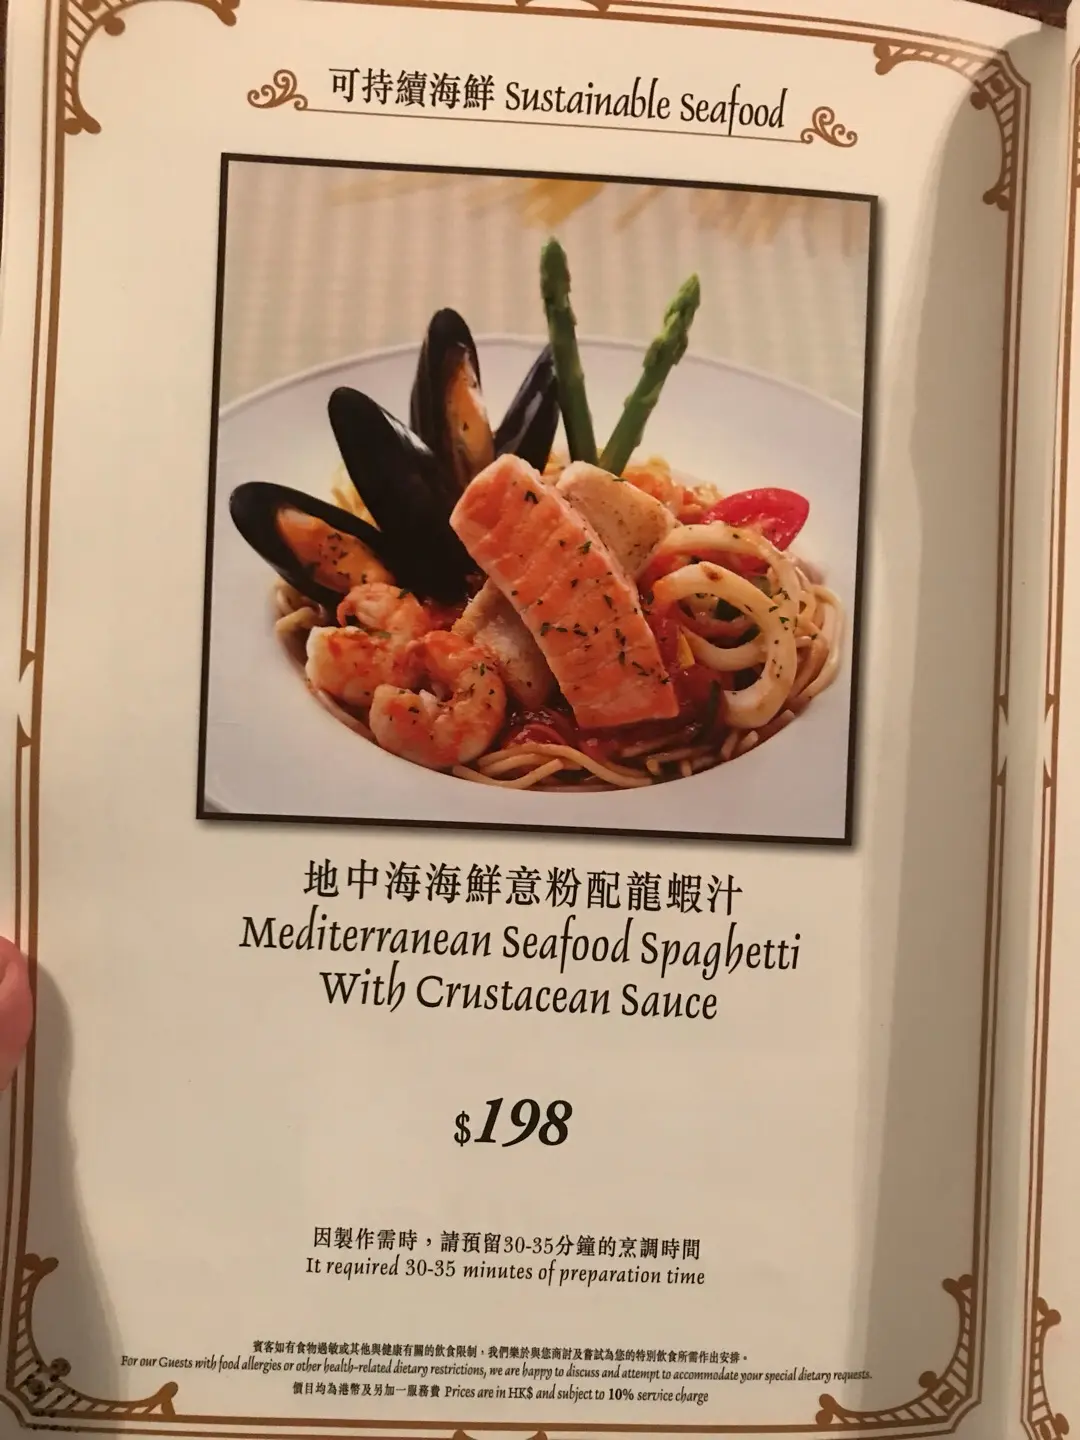 可持續海鮮 Sustainable Seafood
地中海海鮮意粉配龍蝦汁
Mediterranean Seafood Spaghetti
With Crustacean Sauce
$198
因製作需時，請預留30-35分鐘的烹調時間
It required 30-35 minutes of preparation time
賓客如有食物過敏或其他與健康有關的飲食限制，我們樂於與您商討及嘗試為您的特別飲食所需作出安排。
For our Guests with food allergies or other health-related dietary restrictions, we are happy to discuss and attempt to accommodate your special dietary requests.
價目均為港幣及另加一服務費 Prices are in HK$ and subject to 10% service charge